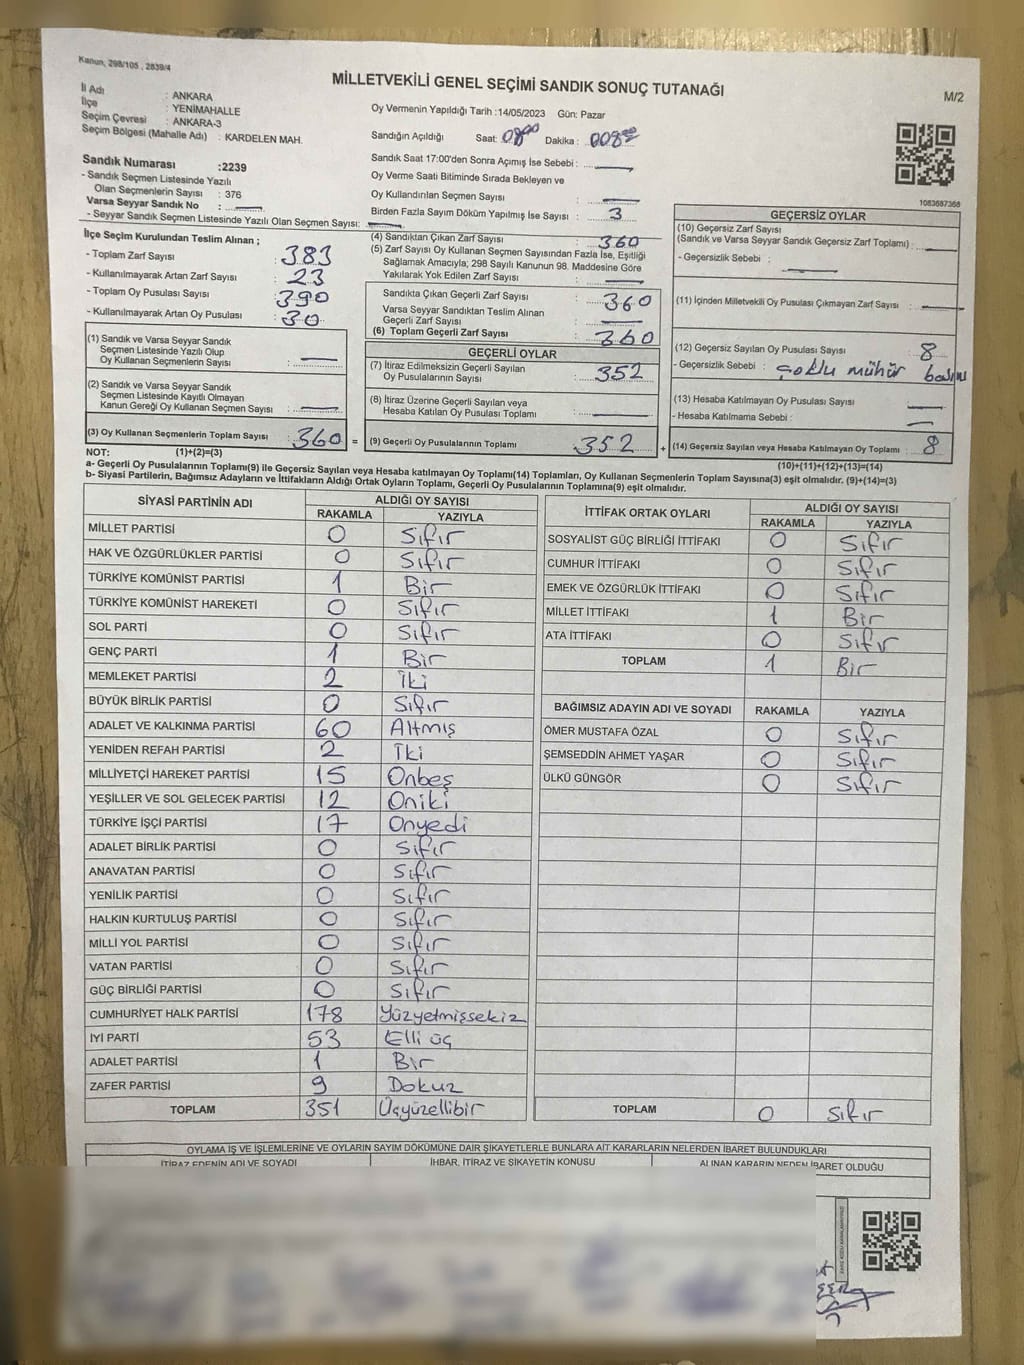 Kanun, 298/105 , 2839/4
MİLLETVEKİLİ GENEL SEÇİMİ SANDIK SONUÇ TUTANAĞI
M/2
İl Adı : ANKARA
İlçe : YENİMAHALLE
Seçim Çevresi : ANKARA-3
Seçim Bölgesi (Mahalle Adı) : KARDELEN MAH.
Oy Vermenin Yapıldığı Tarih :14/05/2023 Gün: Pazar
Sandığın Açıldığı Saat: 08⁰⁰ Dakika :
Sandık Saat 17:00'den Sonra Açımış İse Sebebi :
Oy Verme Saati Bitiminde Sırada Bekleyen ve
Oy Kullandırılan Seçmen Sayısı :
Birden Fazla Sayım Döküm Yapılmış İse Sayısı : 3
1083687368
Sandık Numarası :2239
- Sandık Seçmen Listesinde Yazılı
Olan Seçmenlerin Sayısı : 376
Varsa Seyyar Sandık No :
- Seyyar Sandık Seçmen Listesinde Yazılı Olan Seçmen Sayısı:
İlçe Seçim Kurulundan Teslim Alınan ;
- Toplam Zarf Sayısı : 383
- Kullanılmayarak Artan Zarf Sayısı : 23
- Toplam Oy Pusulası Sayısı : 390
- Kullanılmayarak Artan Oy Pusulası : 30
(4) Sandıktan Çıkan Zarf Sayısı : 360
(5) Zarf Sayısı Oy Kullanan Seçmen Sayısından Fazla İse, Eşitliği
Sağlamak Amacıyla; 298 Sayılı Kanunun 98. Maddesine Göre
Yakılarak Yok Edilen Zarf Sayısı :
Sandıkta Çıkan Geçerli Zarf Sayısı : 360
Varsa Seyyar Sandıktan Teslim Alınan
Geçerli Zarf Sayısı :
(6) Toplam Geçerli Zarf Sayısı : 360
GEÇERSİZ OYLAR
(10) Geçersiz Zarf Sayısı
(Sandık ve Varsa Seyyar Sandık Geçersiz Zarf Toplamı) :
- Geçersizlik Sebebi :
(11) İçinden Milletvekili Oy Pusulası Çıkmayan Zarf Sayısı :
(12) Geçersiz Sayılan Oy Pusulası Sayısı : 8
- Geçersizlik Sebebi : Çoklu mühür basımı
(13) Hesaba Katılmayan Oy Pusulası Sayısı :
- Hesaba Katılmama Sebebi :
(14) Geçersiz Sayılan veya Hesaba Katılmayan Oy Toplamı : 8
(10)+(11)+(12)+(13)=(14)
(1) Sandık ve Varsa Seyyar Sandık
Seçmen Listesinde Yazılı Olup
Oy Kullanan Seçmenlerin Sayısı :
(2) Sandık ve Varsa Seyyar Sandık
Seçmen Listesinde Kayıtlı Olmayan
Kanun Gereği Oy Kullanan Seçmen Sayısı :
(3) Oy Kullanan Seçmenlerin Toplam Sayısı : 360 =
GEÇERLİ OYLAR
(7) İtiraz Edilmeksizin Geçerli Sayılan
Oy Pusulalarının Sayısı : 352
(8) İtiraz Üzerine Geçerli Sayılan veya
Hesaba Katılan Oy Pusulası Toplamı :
(9) Geçerli Oy Pusulalarının Toplamı : 352 +
NOT: (1)+(2)=(3)
a- Geçerli Oy Pusulasının Toplamı(9) ile Geçersiz Sayılan veya Hesaba katılmayan Oy Toplamı(14) Toplamları, Oy Kullanan Seçmenlerin Toplam Sayısına(3) eşit olmalıdır. (9)+(14)=(3)
b- Siyasi Partilerin, Bağımsız Adayların ve İttifakların Aldığı Ortak Oyların Toplamı, Geçerli Oy Pusulalarının Toplamına(9) eşit olmalıdır.
SİYASİ PARTİNİN ADI ALDIĞI OY SAYISI
RAKAMLA YAZIYLA
MİLLET PARTİSİ 0 Sıfır
HAK VE ÖZGÜRLÜKLER PARTİSİ 0 Sıfır
TÜRKİYE KOMÜNİST PARTİSİ 1 Bir
TÜRKİYE KOMÜNİST HAREKETİ 0 Sıfır
SOL PARTİ 0 Sıfır
GENÇ PARTİ 1 Bir
MEMLEKET PARTİSİ 2 İki
BÜYÜK BİRLİK PARTİSİ 0 Sıfır
ADALET VE KALKINMA PARTİSİ 60 Altmış
YENİDEN REFAH PARTİSİ 2 İki
MİLLİYETÇİ HAREKET PARTİSİ 15 Onbeş
YEŞİLLER VE SOL GELECEK PARTİSİ 12 Oniki
TÜRKİYE İŞÇİ PARTİSİ 17 Onyedi
ADALET BİRLİK PARTİSİ 0 Sıfır
ANAVATAN PARTİSİ 0 Sıfır
YENİLİK PARTİSİ 0 Sıfır
HALKIN KURTULUŞ PARTİSİ 0 Sıfır
MİLLİ YOL PARTİSİ 0 Sıfır
VATAN PARTİSİ 0 Sıfır
GÜÇ BİRLİĞİ PARTİSİ 0 Sıfır
CUMHURİYET HALK PARTİSİ 178 Yüzyetmişsekiz
İYİ PARTİ 53 Elli üç
ADALET PARTİSİ 1 Bir
ZAFER PARTİSİ 9 Dokuz
TOPLAM 351 Üçyüzellibir
İTTİFAK ORTAK OYLARI ALDIĞI OY SAYISI
RAKAMLA YAZIYLA
SOSYALİST GÜÇ BİRLİĞİ İTTİFAKI 0 Sıfır
CUMHUR İTTİFAKI 0 Sıfır
EMEK VE ÖZGÜRLÜK İTTİFAKI 0 Sıfır
MİLLET İTTİFAKI 1 Bir
ATA İTTİFAKI 0 Sıfır
TOPLAM 1 Bir
BAĞIMSIZ ADAYIN ADI VE SOYADI RAKAMLA YAZIYLA
ÖMER MUSTAFA ÖZAL 0 Sıfır
ŞEMSEDDİN AHMET YAŞAR 0 Sıfır
ÜLKÜ GÜNGÖR 0 Sıfır
TOPLAM 0 Sıfır
OYLAMA İŞ VE İŞLEMLERİNE VE OYLARIN SAYIM DÖKÜMÜNE DAİR ŞİKAYETLERLE BUNLARA AİT KARARLARIN NELERDEN İBARET BULUNDUKLARI
İTİRAZ EDENİN ADI VE SOYADI İHBAR, İTİRAZ VE ŞİKAYETİN KONUSU ALINAN KARARIN NEDEN İBARET OLDUĞU